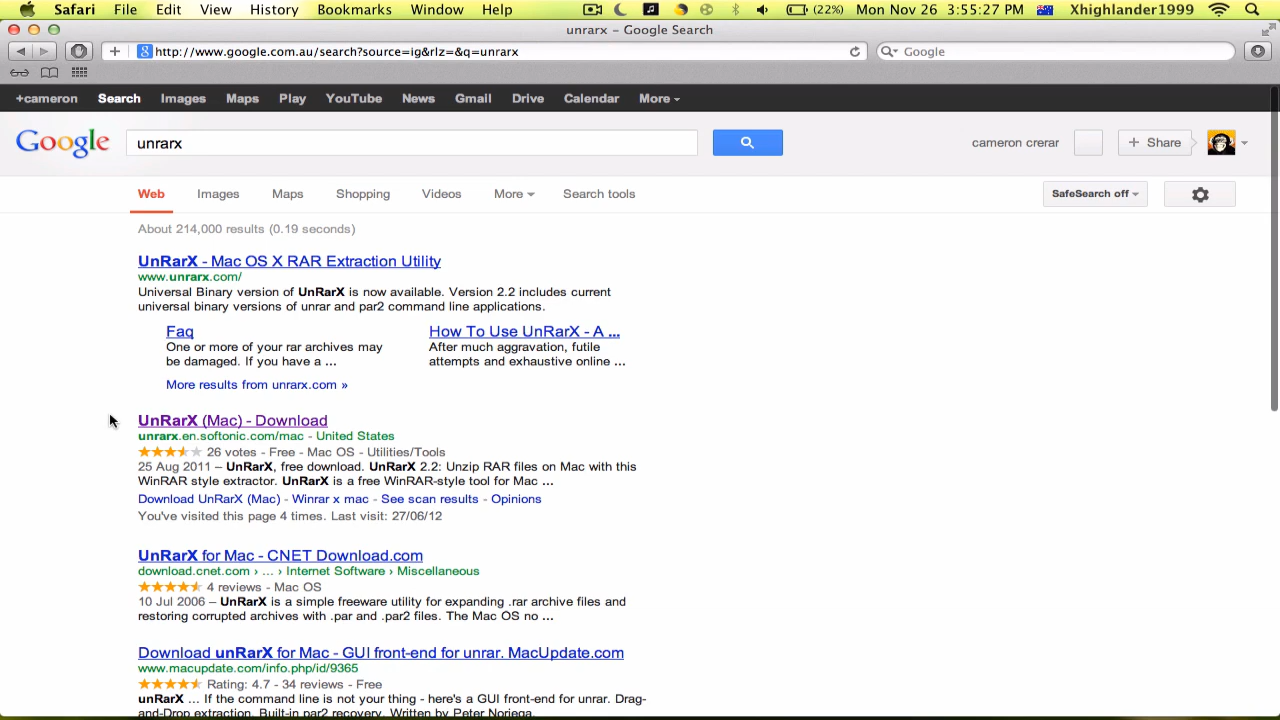 Safari File Edit View History Bookmarks Window Help (22%) Mon Nov 26 3:55:27 PM Xhighlander1999
unrarx – Google Search
http://www.google.com.au/search?source=ig&rlz=&q=unrarx Google
+cameron Search Images Maps Play YouTube News Gmail Drive Calendar More
Google unrarx cameron crerar + Share
Web Images Maps Shopping Videos More Search tools SafeSearch off
About 214,000 results (0.19 seconds)
UnRarX - Mac OS X RAR Extraction Utility
www.unrarx.com/
Universal Binary version of UnRarX is now available. Version 2.2 includes current
universal binary versions of unrar and par2 command line applications.
Faq
One or more of your rar archives may
be damaged. If you have a ...
How To Use UnRarX - A ...
After much aggravation, futile
attempts and exhaustive online ...
More results from unrarx.com »
UnRarX (Mac) - Download
unrarx.en.softonic.com/mac - United States
26 votes - Free - Mac OS - Utilities/Tools
25 Aug 2011 – UnRarX, free download. UnRarX 2.2: Unzip RAR files on Mac with this
WinRAR style extractor. UnRarX is a free WinRAR-style tool for Mac ...
Download UnRarX (Mac) - Winrar x mac - See scan results - Opinions
You've visited this page 4 times. Last visit: 27/06/12
UnRarX for Mac - CNET Download.com
download.cnet.com › ... › Internet Software › Miscellaneous
4 reviews - Mac OS
10 Jul 2006 – UnRarX is a simple freeware utility for expanding .rar archive files and
restoring corrupted archives with .par and .par2 files. The Mac OS no ...
Download unRarX for Mac - GUI front-end for unrar. MacUpdate.com
www.macupdate.com/info.php/id/9365
Rating: 4.7 - 34 reviews - Free
unRarX ... If the command line is not your thing - here's a GUI front-end for unrar. Drag-
and-Drop extraction. Built-in par2 recovery. Written by Peter Noriega.